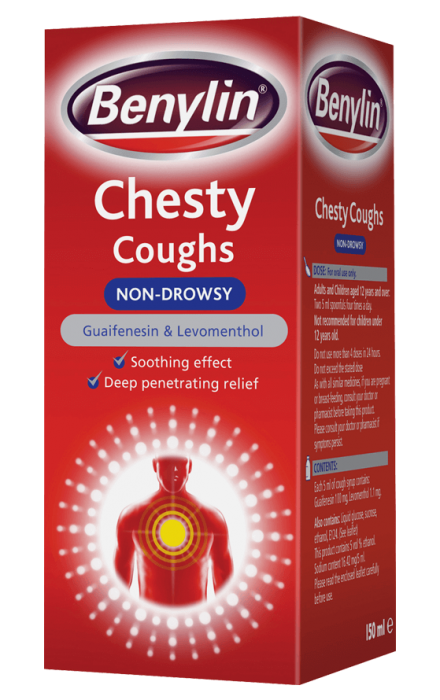 Benylin®
Chesty
Coughs
NON-DROWSY
Guaifenesin & Levomenthol
Soothing effect
Deep penetrating relief
Benylin®
Chesty Coughs
NON-DROWSY
DOSE: For oral use only.
Adults and Children aged 12 years and over:
Two 5 ml spoonfuls four times a day.
Not recommended for children under
12 years old.
Do not use more than 4 doses in 24 hours.
Do not exceed the stated dose
As with all similar medicines, if you are pregnant
or breast-feeding, consult your doctor or
pharmacist before taking this product.
Please consult your doctor or pharmacist if
symptoms persist.
CONTENTS:
Each 5 ml of cough syrup contains:
Guaifenesin 100 mg, Levomenthol 1.1 mg.
Also contains: Liquid glucose, sucrose,
ethanol, E124. (See leaflet)
This product contains 5 vol % ethanol.
Sodium content 16.42 mg/5 ml
Please read the enclosed leaflet carefully
before use.
150 ml e